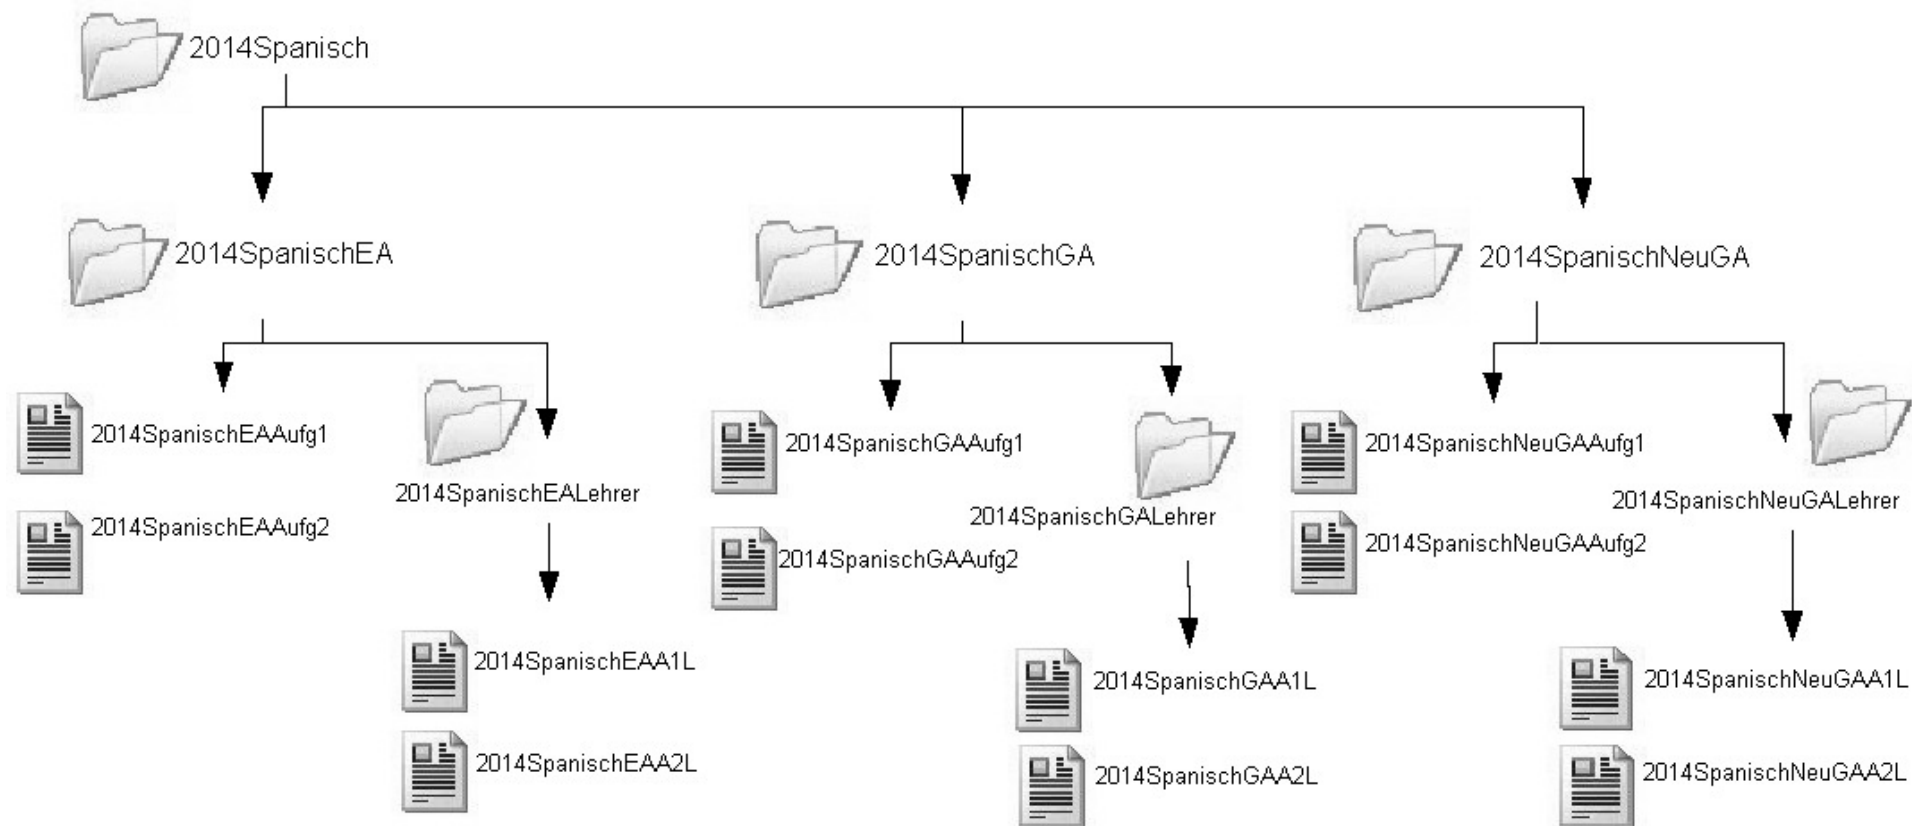 2014Spanisch
2014SpanischEA
2014SpanischGA
2014SpanischNeuGA
2014SpanischEAAufg1
2014SpanischEAAufg2
2014SpanischEALehrer
2014SpanischEAA1L
2014SpanischEAA2L
2014SpanischGAAufg1
2014SpanischGAAufg2
2014SpanischGALehrer
2014SpanischGAA1L
2014SpanischGAA2L
2014SpanischNeuGAAufg1
2014SpanischNeuGAAufg2
2014SpanischNeuGALehrer
2014SpanischNeuGAA1L
2014SpanischNeuGAA2L